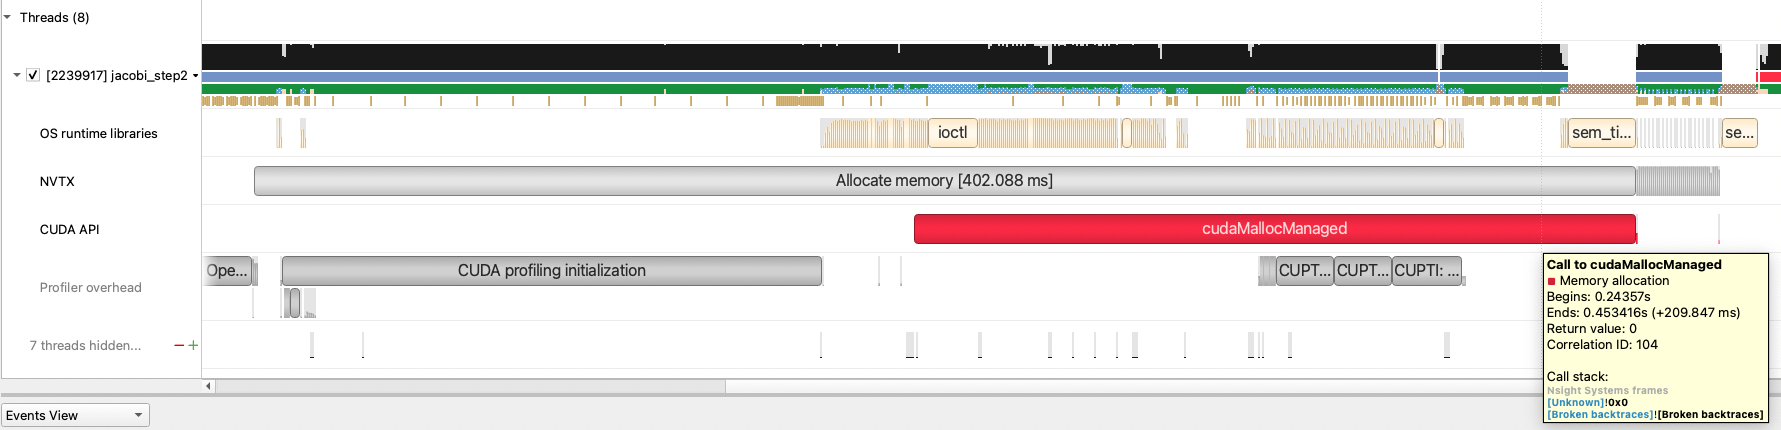 Threads (8)
[2239917] jacobi_step2
OS runtime libraries
ioctl
sem_ti...
se...
NVTX
Allocate memory [402.088 ms]
CUDA API
cudaMallocManaged
Profiler overhead
Ope...
CUDA profiling initialization
CUPT...
CUPT...
CUPTI: ...
7 threads hidden...
Call to cudaMallocManaged
Memory allocation
Begins: 0.24357s
Ends: 0.453416s (+209.847 ms)
Return value: 0
Correlation ID: 104
Call stack:
Nsight Systems frames
[Unknown]!0x0
[Broken backtraces]![Broken backtraces]
Events View